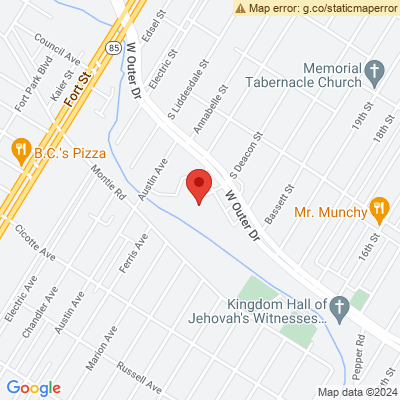 Map error: g.co/staticmaperror
Edsel St
Council Ave
85
W Outer Dr
Electric St
S Liddesdale St
Fort Park Blvd
Kaier St
Fort St
Annabelle St
Memorial
Tabernacle Church
19th St
18th St
B.C.'s Pizza
S Deacon St
Montie Rd
Austin Ave
W Outer Dr
Bassett St
Mr. Munchy
16th St
Cicotte Ave
Ferris Ave
Electric Ave
Chandler Ave
Austin Ave
Marion Ave
Kingdom Hall of
Jehovah's Witnesses...
Russell Ave
Pepper Rd
Google
Map data ©2024